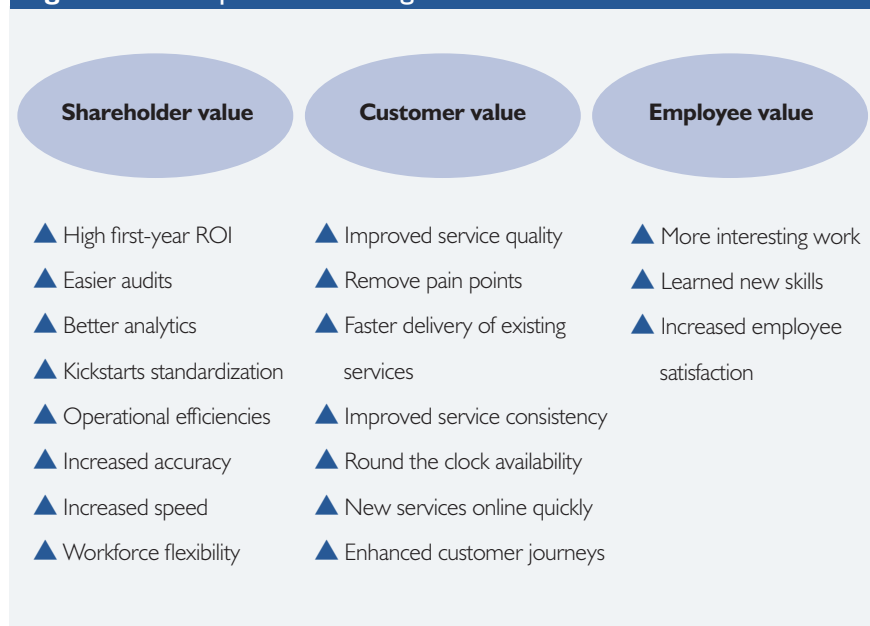 Shareholder value
Customer value
Employee value
High first-year ROI
Easier audits
Better analytics
Kickstarts standardization
Operational efficiencies
Increased accuracy
Increased speed
Workforce flexibility
Improved service quality
Remove pain points
Faster delivery of existing
services
Improved service consistency
Round the clock availability
New services online quickly
Enhanced customer journeys
More interesting work
Learned new skills
Increased employee
satisfaction